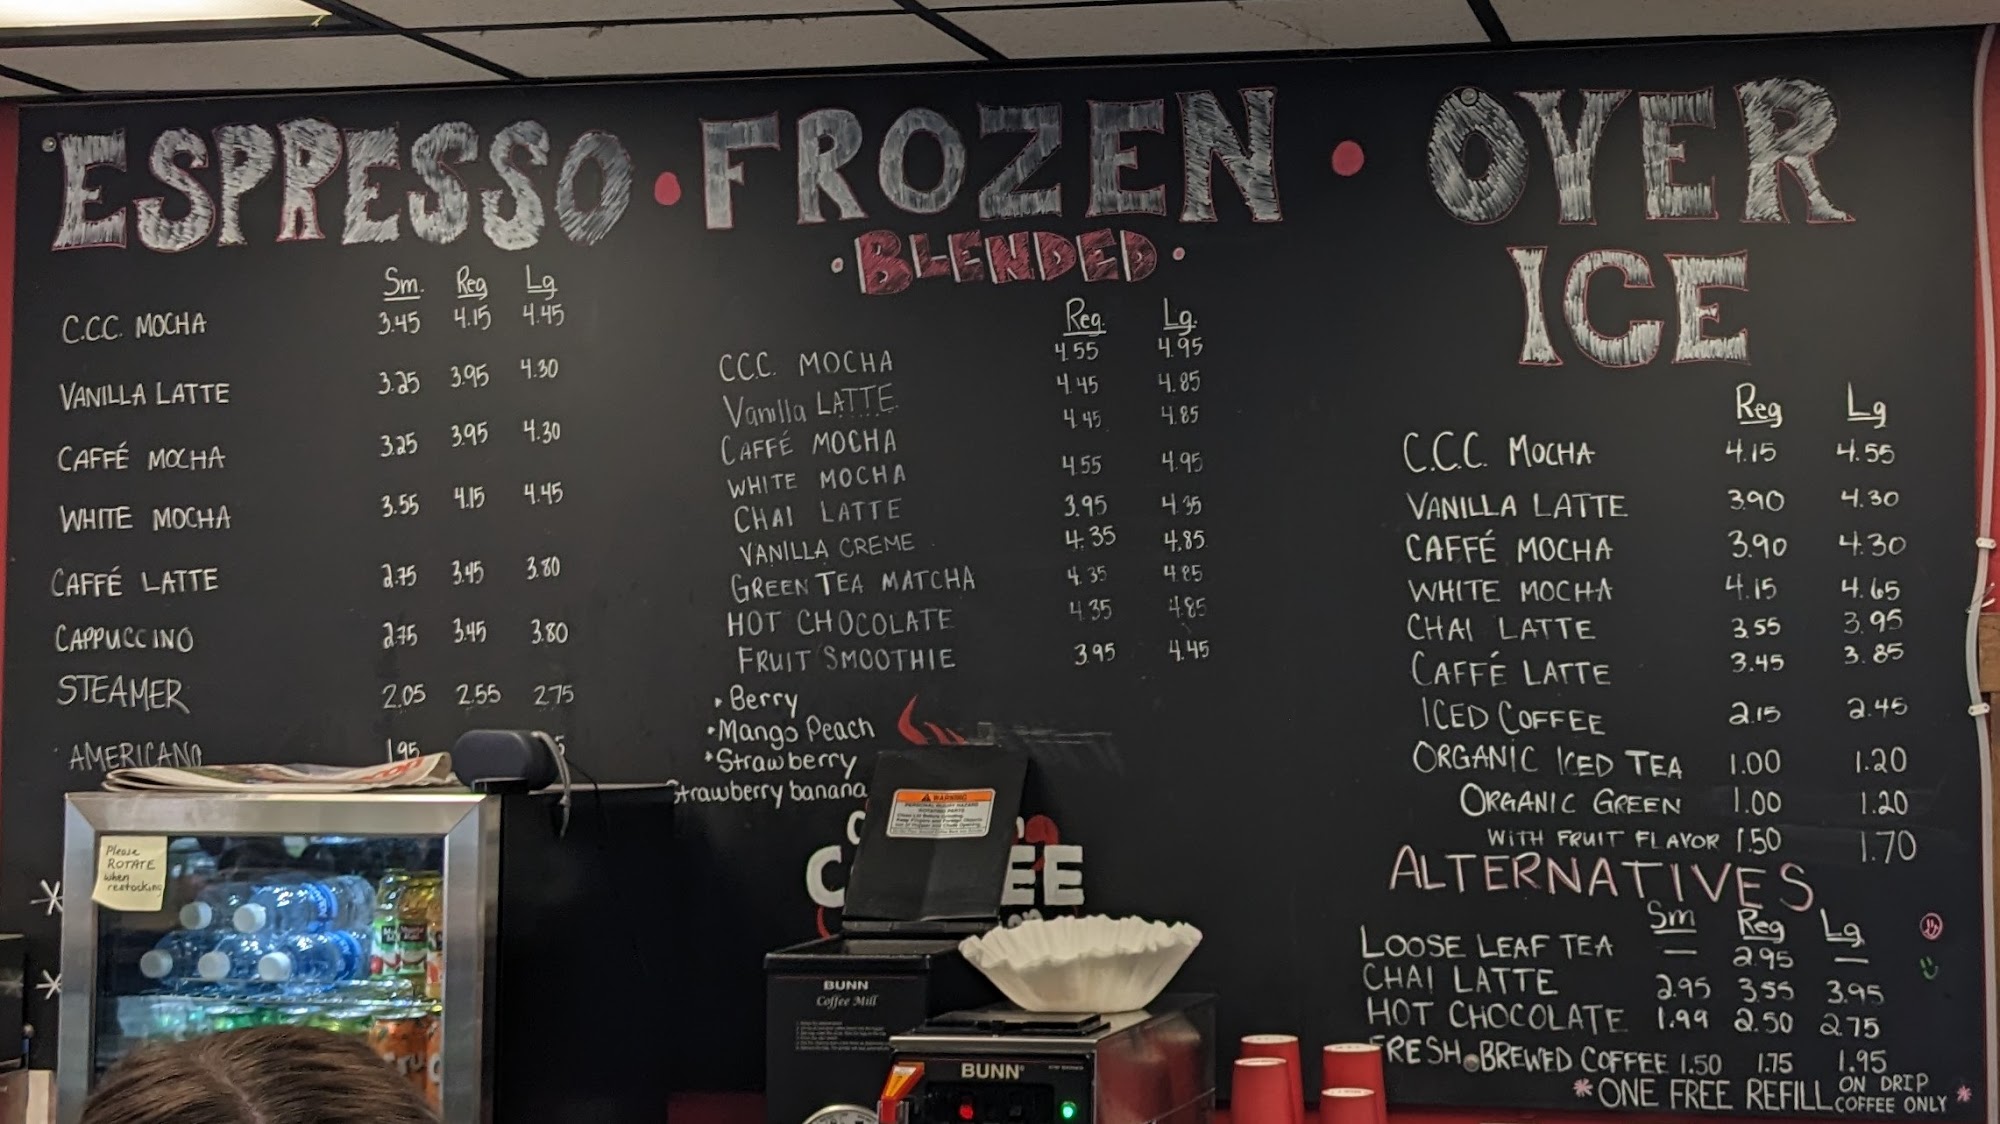 ESPRESSO • FROZEN • OVER ICE
• BLENDED •
Sm. Reg Lg
C.C.C. MOCHA 3.45 4.15 4.45
VANILLA LATTE 3.25 3.95 4.30
CAFFÉ MOCHA 3.25 3.95 4.30
WHITE MOCHA 3.55 4.15 4.45
CAFFÉ LATTE 2.75 3.45 3.80
CAPPUCCINO 2.75 3.45 3.80
STEAMER 2.05 2.55 2.75
AMERICANO 1.95
Reg. Lg.
CCC. MOCHA 4.55 4.95
Vanilla LATTE 4.45 4.85
CAFFÉ MOCHA 4.45 4.85
WHITE MOCHA 4.55 4.95
CHAI LATTE 3.95 4.35
VANILLA CREME 4.35 4.85
GREEN TEA MATCHA 4.35 4.85
HOT CHOCOLATE 4.35 4.85
FRUIT SMOOTHIE 3.95 4.45
• Berry
• Mango Peach
* Strawberry
Strawberry banana
Reg Lg
C.C.C. MOCHA 4.15 4.55
VANILLA LATTE 3.90 4.30
CAFFÉ MOCHA 3.90 4.30
WHITE MOCHA 4.15 4.65
CHAI LATTE 3.55 3.95
CAFFÉ LATTE 3.45 3.85
ICED COFFEE 2.15 2.45
ORGANIC ICED TEA 1.00 1.20
ORGANIC GREEN 1.00 1.20
WITH FRUIT FLAVOR 1.50 1.70
ALTERNATIVES
Sm Reg Lg
LOOSE LEAF TEA — 2.95 —
CHAI LATTE 2.95 3.55 3.95
HOT CHOCOLATE 1.99 2.50 2.75
FRESH BREWED COFFEE 1.50 1.75 1.95
*ONE FREE REFILL ON DRIP COFFEE ONLY *
Please
ROTATE
when
restocking
WARNING
BUNN
Coffee Mill
BUNN